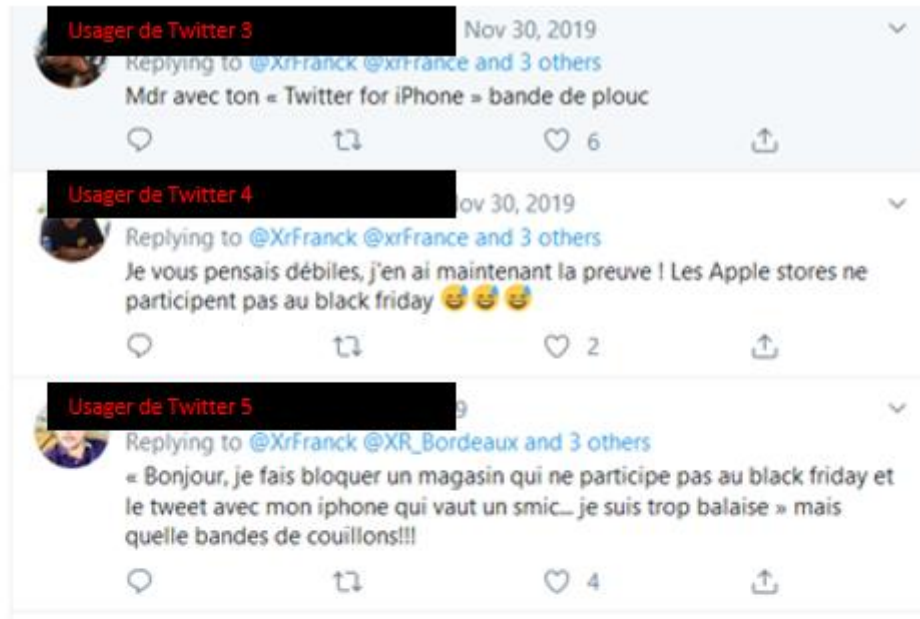 Usager de Twitter 3
Nov 30, 2019
Replying to @XrFranck @xrFrance and 3 others
Mdr avec ton « Twitter for iPhone » bande de plouc
6
Usager de Twitter 4
ov 30, 2019
Replying to @XrFranck @xrFrance and 3 others
Je vous pensais débiles, j'en ai maintenant la preuve ! Les Apple stores ne
participent pas au black friday 😅😅😅
2
Usager de Twitter 5
9
Replying to @XrFranck @XR_Bordeaux and 3 others
« Bonjour, je fais bloquer un magasin qui ne participe pas au black friday et
le tweet avec mon iphone qui vaut un smic... je suis trop balaise » mais
quelle bandes de couillons!!!
4